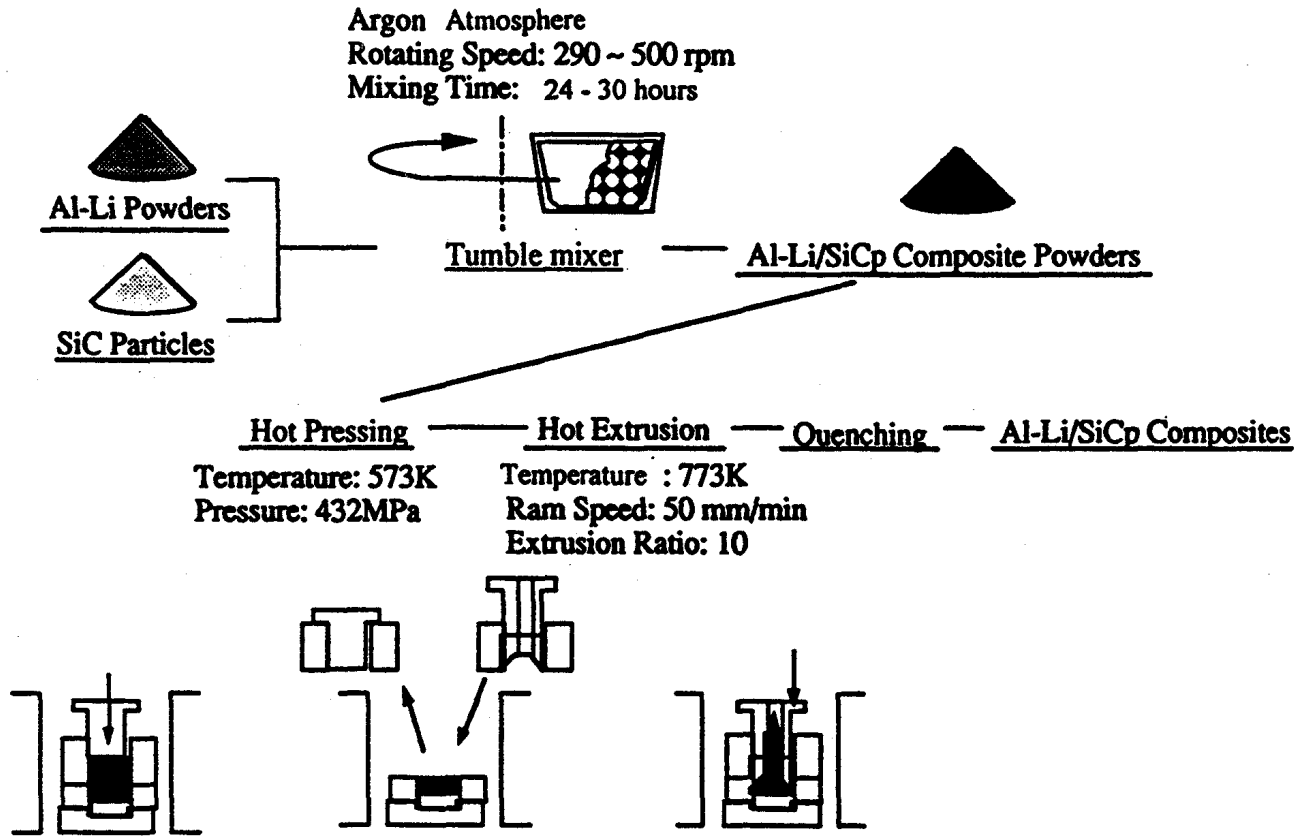 Argon Atmosphere
Rotating Speed: 290 ~ 500 rpm
Mixing Time: 24 - 30 hours
Al-Li Powders
SiC Particles
Tumble mixer
Al-Li/SiCp Composite Powders
Hot Pressing
Temperature: 573K
Pressure: 432MPa
Hot Extrusion
Temperature : 773K
Ram Speed: 50 mm/min
Extrusion Ratio: 10
Quenching
Al-Li/SiCp Composites